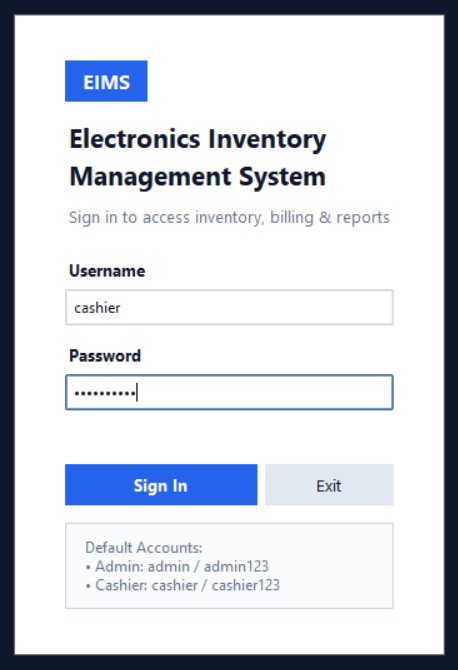 EIMS
Electronics Inventory
Management System
Sign in to access inventory, billing & reports
Username
cashier
Password
••••••••••
Sign In
Exit
Default Accounts:
• Admin: admin / admin123
• Cashier: cashier / cashier123